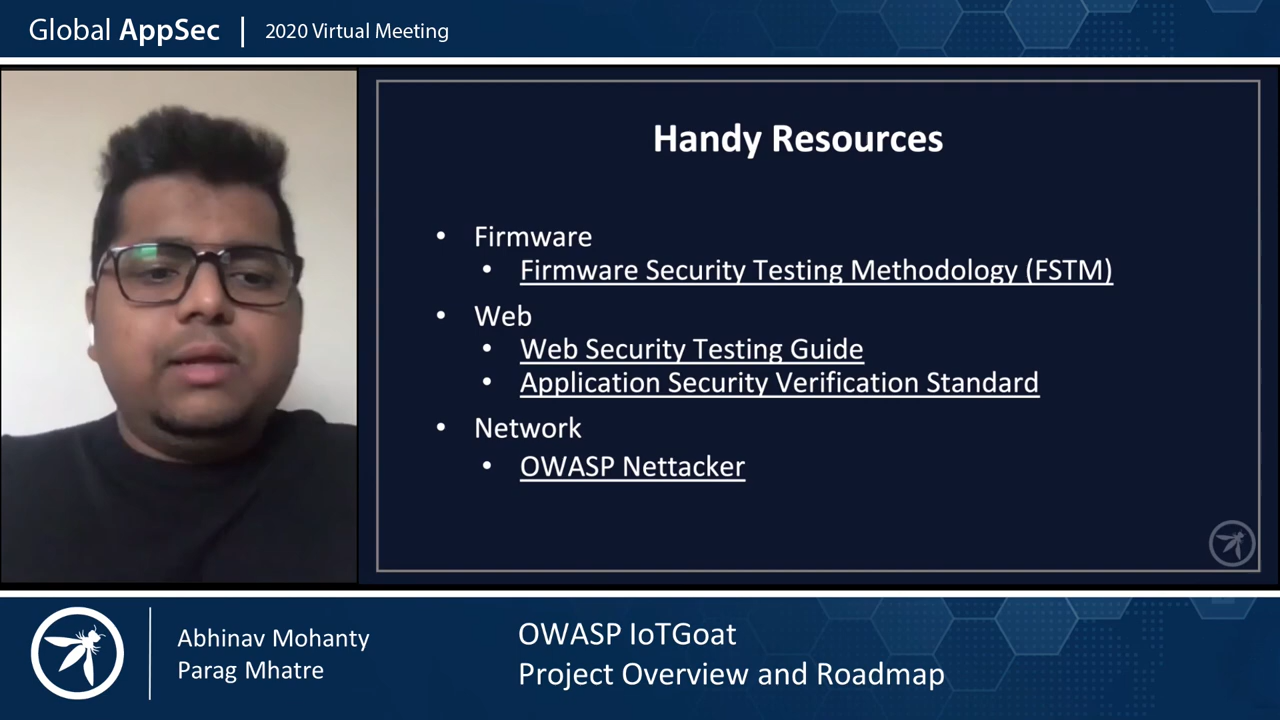 Global AppSec | 2020 Virtual Meeting
Handy Resources
• Firmware
• Firmware Security Testing Methodology (FSTM)
• Web
• Web Security Testing Guide
• Application Security Verification Standard
• Network
• OWASP Nettacker
Abhinav Mohanty
Parag Mhatre
OWASP IoTGoat
Project Overview and Roadmap